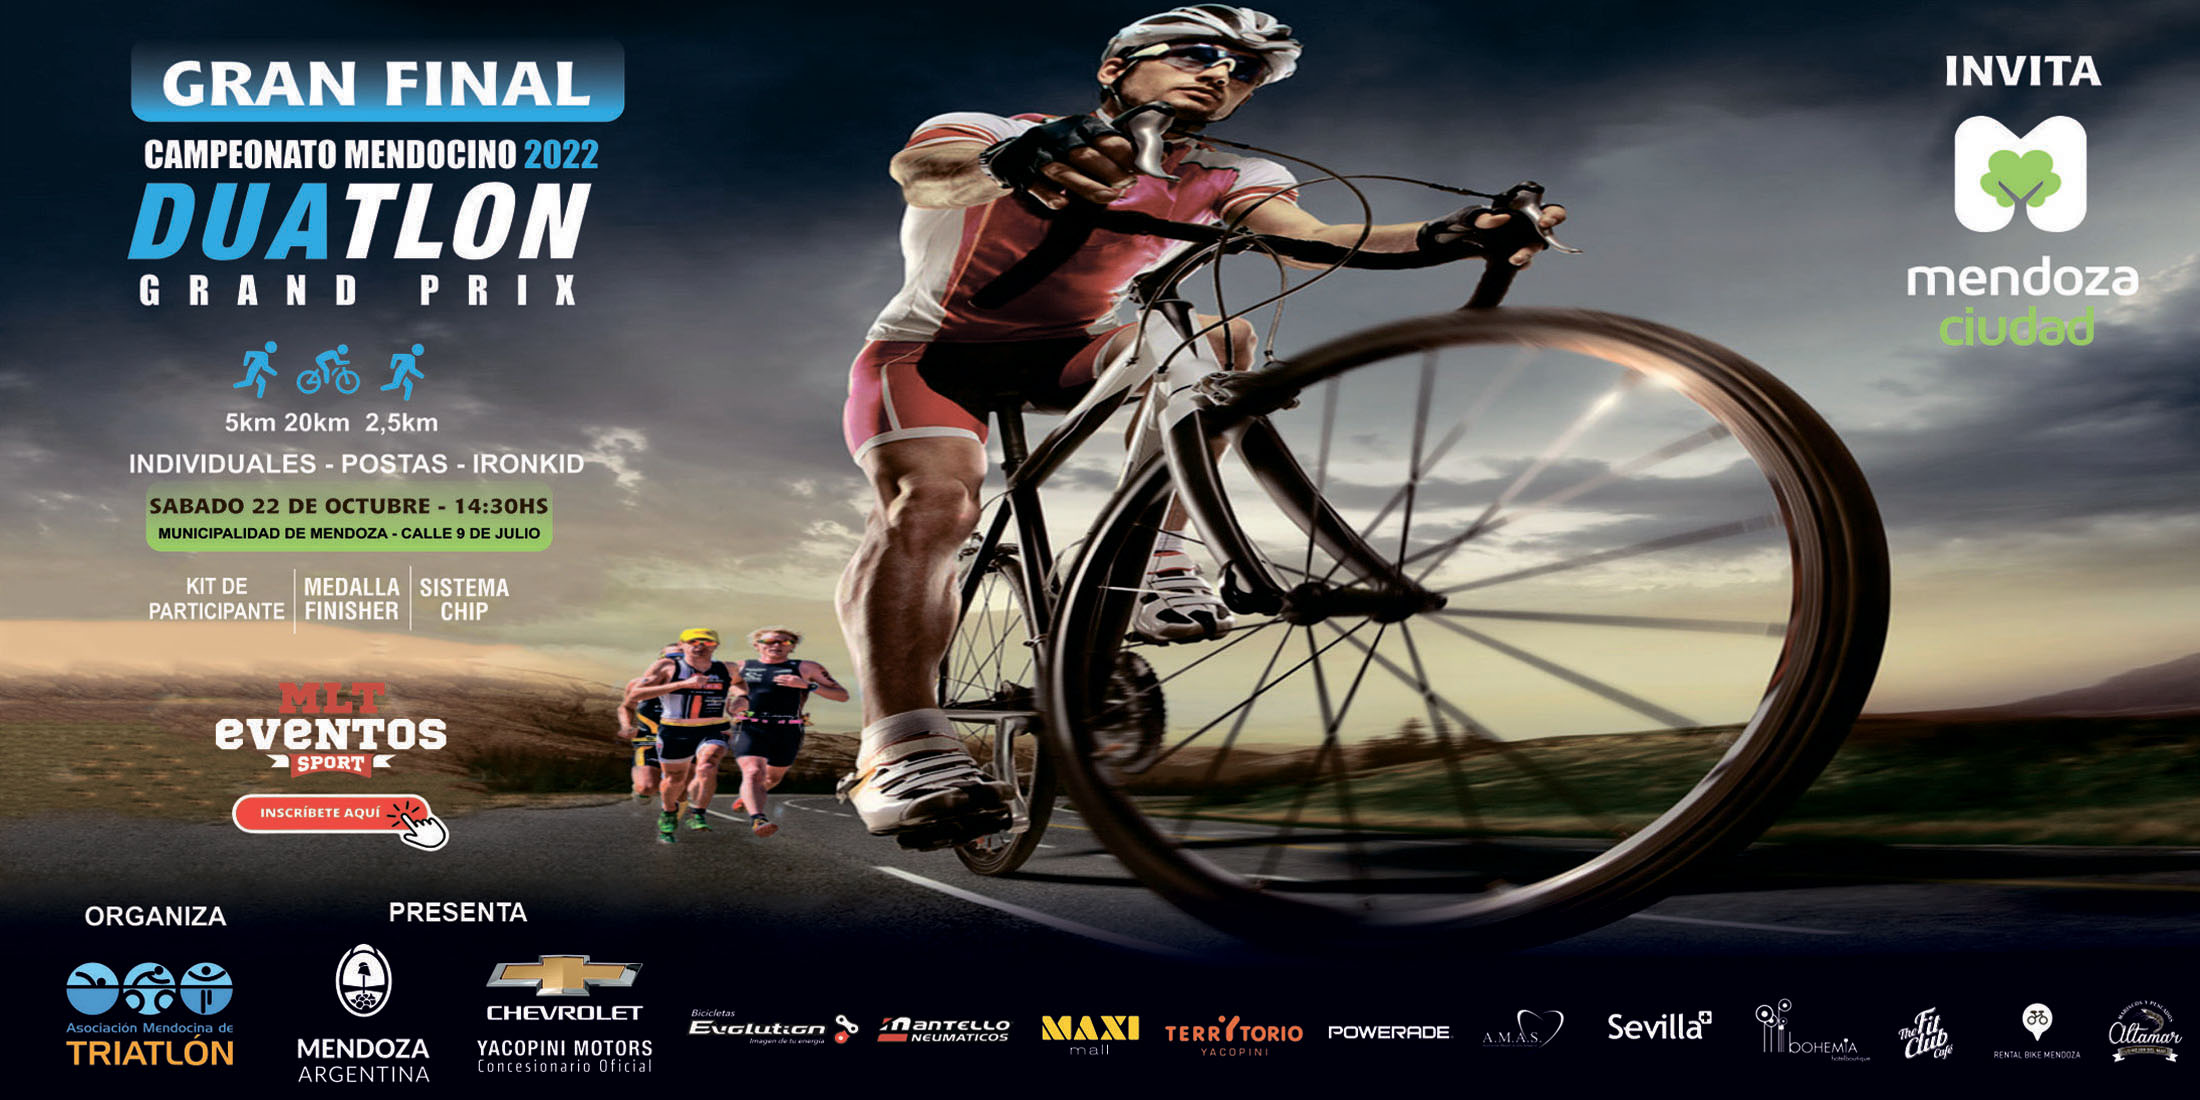 GRAN FINAL
CAMPEONATO MENDOCINO 2022
DUATLON
GRAND PRIX
5km 20km 2,5km
INDIVIDUALES - POSTAS - IRONKID
SABADO 22 DE OCTUBRE - 14:30HS
MUNICIPALIDAD DE MENDOZA - CALLE 9 DE JULIO
KIT DE PARTICIPANTE
MEDALLA FINISHER
SISTEMA CHIP
MLT
eventos
SPORT
INSCRÍBETE AQUÍ
INVITA
mendoza
ciudad
ORGANIZA
Asociación Mendocina de
TRIATLÓN
PRESENTA
MENDOZA
ARGENTINA
CHEVROLET
YACOPINI MOTORS
Concesionario Oficial
Bicicletas
Evolution
Imagen de tu energía
MANTELLO
NEUMATICOS
MAXI
mall
TERRYTORIO
YACOPINI
POWERADE
A.M.A.S.
Sevilla
bOHEMiA
hotelboutique
The Fit Club Café
RENTAL BIKE MENDOZA
MARISCOS Y PESCADOS
Altamar